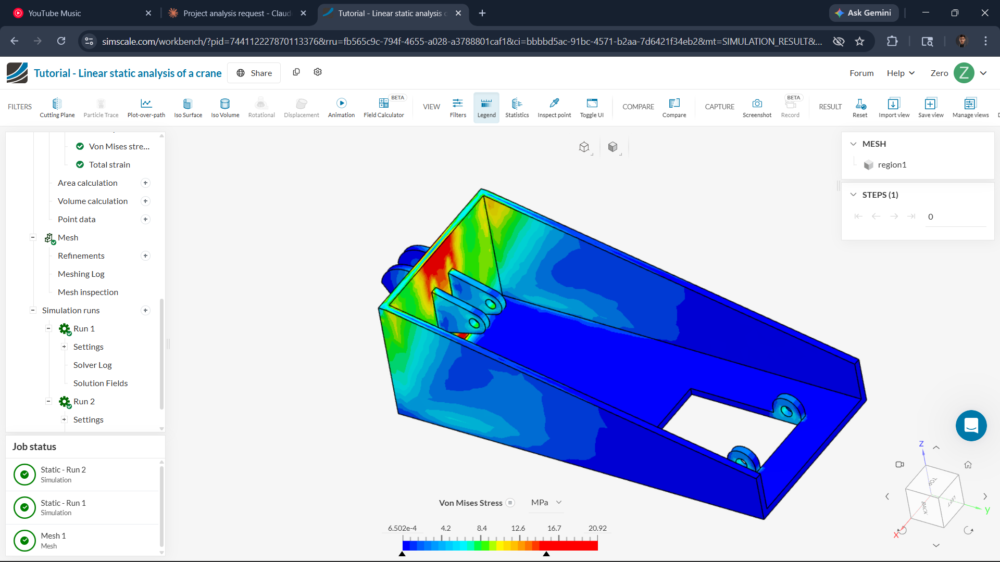 YouTube Music
Project analysis request - Claud
Tutorial - Linear static analysis c
Ask Gemini
simscale.com/workbench/?pid=744112227870113376&rru=fb565c9c-794f-4655-a028-a3788801caf1&ci=bbbbd5ac-91bc-4571-b2aa-7d6421f34eb2&mt=SIMULATION_RESULT&...
Tutorial - Linear static analysis of a crane
Share
Forum
Help
Zero
Z
FILTERS
Cutting Plane
Particle Trace
Plot-over-path
Iso Surface
Iso Volume
Rotational
Displacement
Animation
BETA
Field Calculator
VIEW
Filters
Legend
Statistics
Inspect point
Toggle UI
COMPARE
Compare
CAPTURE
Screenshot
BETA
Record
RESULT
Reset
Import view
Save view
Manage views
Von Mises stre...
Total strain
Area calculation
Volume calculation
Point data
Mesh
Refinements
Meshing Log
Mesh inspection
Simulation runs
Run 1
Settings
Solver Log
Solution Fields
Run 2
Settings
Job status
Static - Run 2
Simulation
Static - Run 1
Simulation
Mesh 1
Mesh
MESH
region1
STEPS (1)
0
Von Mises Stress
MPa
6.502e-4 4.2 8.4 12.6 16.7 20.92
Z
TOP
BACK
LEFT
Y
X